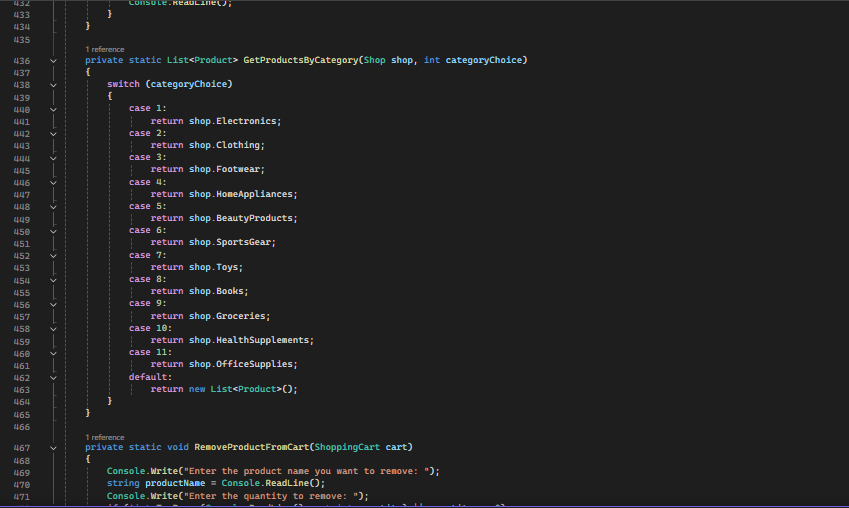 432 Console.ReadLine();
433 }
434 }
435
1 reference
436 private static List<Product> GetProductsByCategory(Shop shop, int categoryChoice)
437 {
438 switch (categoryChoice)
439 {
440 case 1:
441 return shop.Electronics;
442 case 2:
443 return shop.Clothing;
444 case 3:
445 return shop.Footwear;
446 case 4:
447 return shop.HomeAppliances;
448 case 5:
449 return shop.BeautyProducts;
450 case 6:
451 return shop.SportsGear;
452 case 7:
453 return shop.Toys;
454 case 8:
455 return shop.Books;
456 case 9:
457 return shop.Groceries;
458 case 10:
459 return shop.HealthSupplements;
460 case 11:
461 return shop.OfficeSupplies;
462 default:
463 return new List<Product>();
464 }
465 }
466
1 reference
467 private static void RemoveProductFromCart(ShoppingCart cart)
468 {
469 Console.Write("Enter the product name you want to remove: ");
470 string productName = Console.ReadLine();
471 Console.Write("Enter the quantity to remove: ");